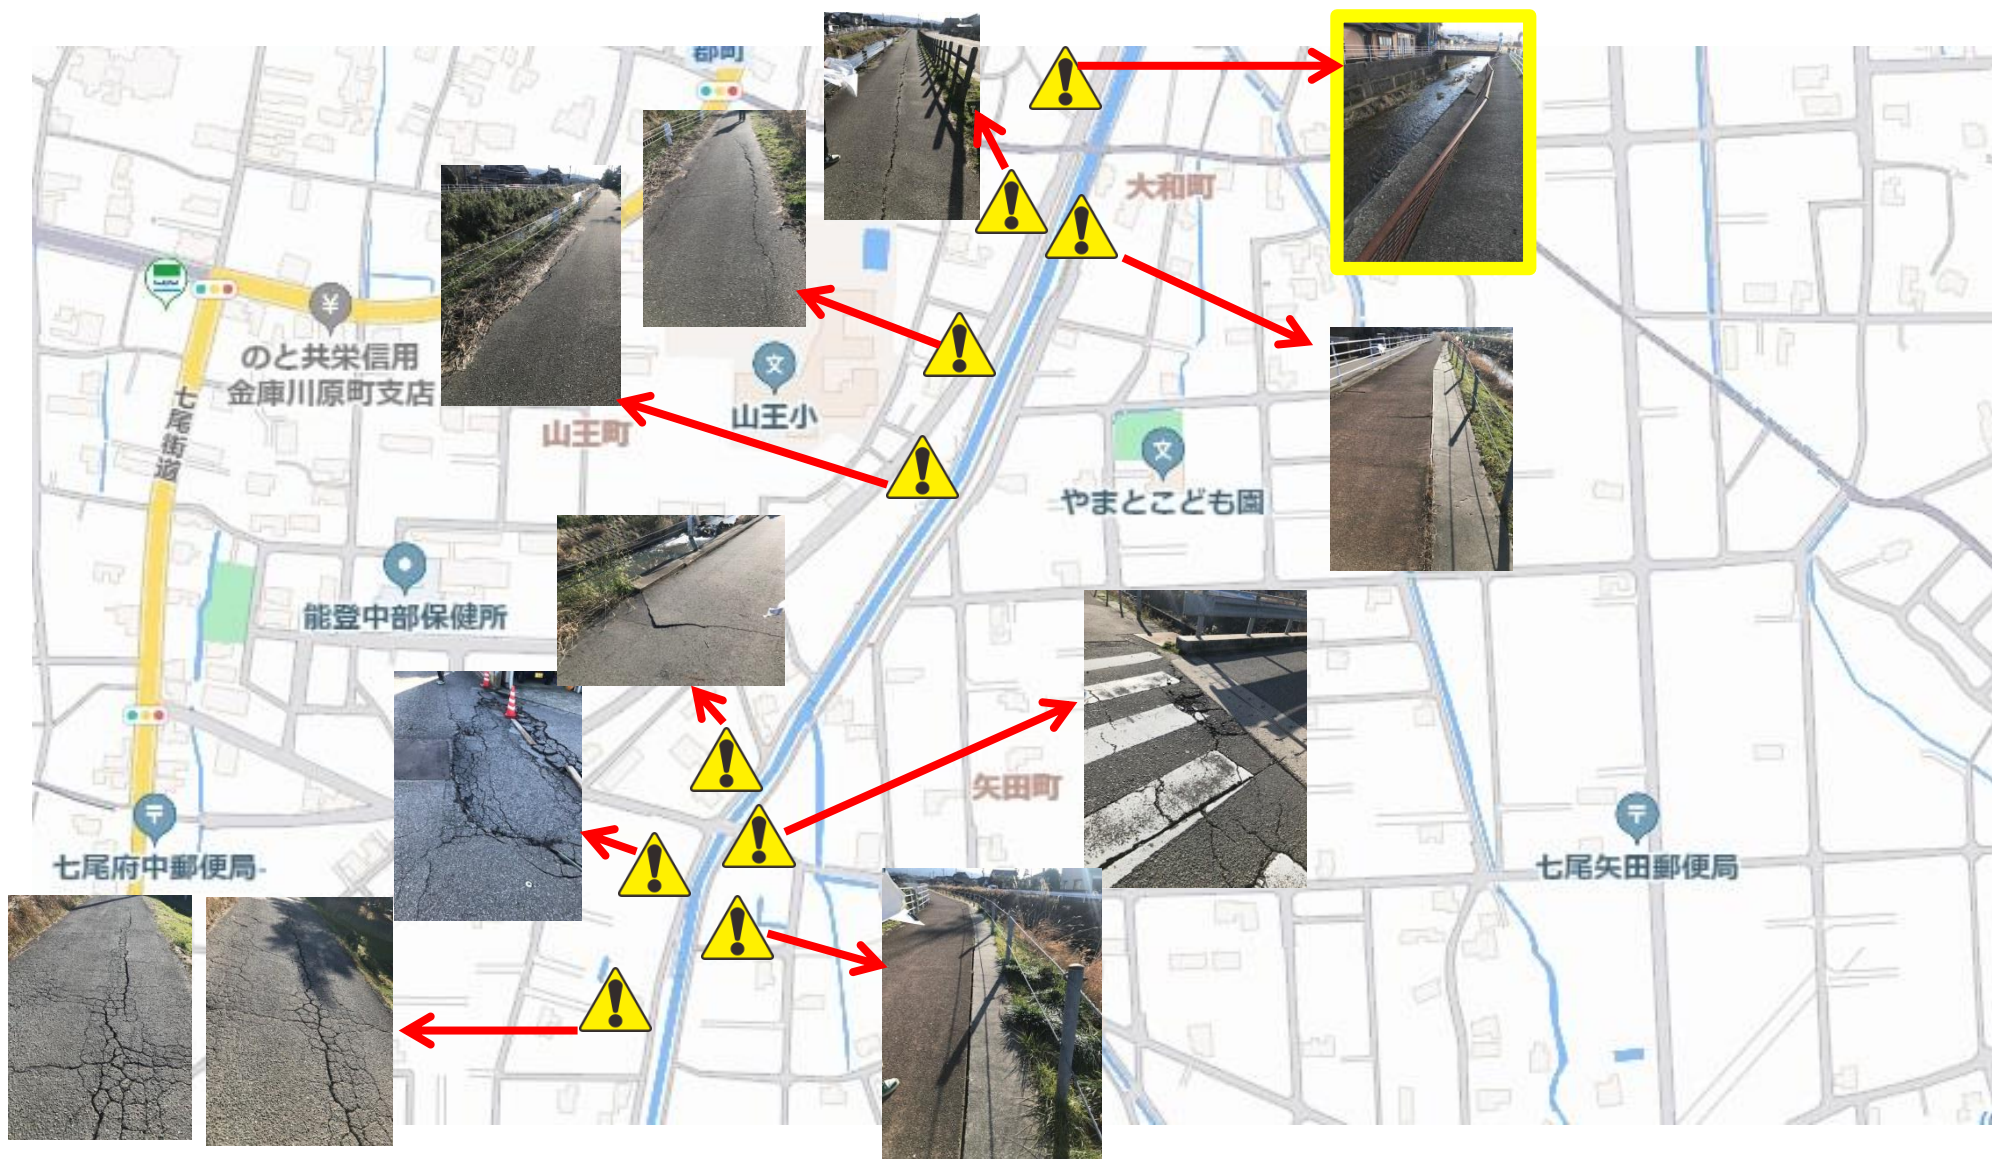 郡町
大和町
のと共栄信用
金庫川原町支店
七尾街道
山王小
山王町
やまとこども園
能登中部保健所
矢田町
七尾府中郵便局
七尾矢田郵便局